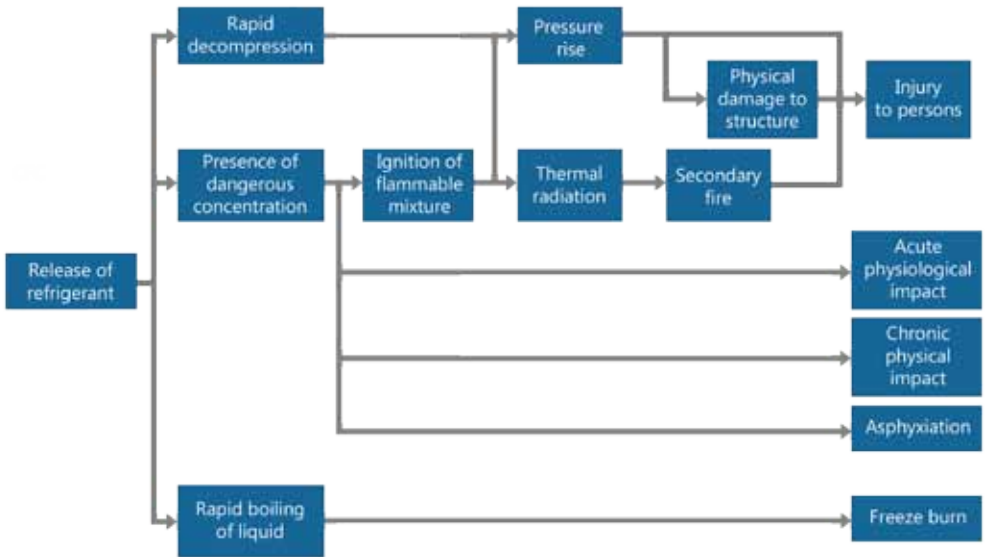 Rapid
decompression
Pressure
rise
Physical
damage to
structure
Injury
to persons
Presence of
dangerous
concentration
Ignition of
flammable
mixture
Thermal
radiation
Secondary
fire
Release of
refrigerant
Acute
physiological
impact
Chronic
physical
impact
Asphyxiation
Rapid boiling
of liquid
Freeze burn